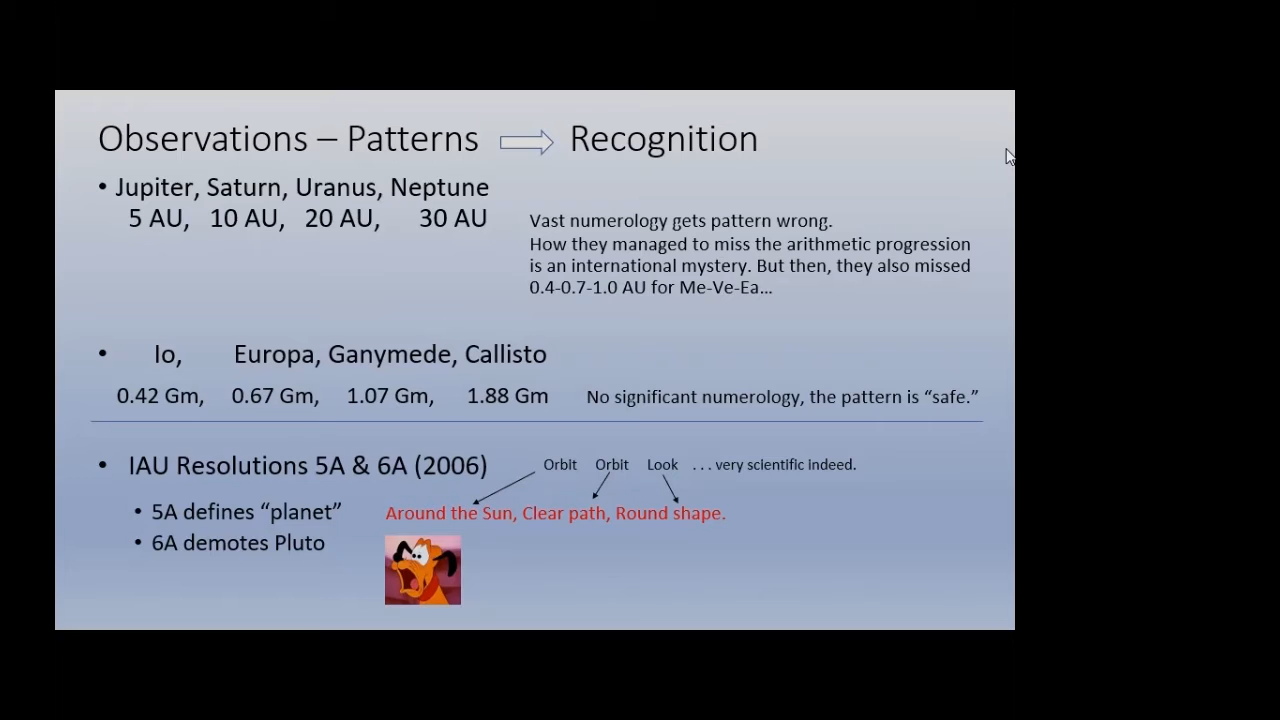 Observations – Patterns Recognition
• Jupiter, Saturn, Uranus, Neptune
5 AU, 10 AU, 20 AU, 30 AU
Vast numerology gets pattern wrong.
How they managed to miss the arithmetic progression
is an international mystery. But then, they also missed
0.4-0.7-1.0 AU for Me-Ve-Ea...
• Io, Europa, Ganymede, Callisto
0.42 Gm, 0.67 Gm, 1.07 Gm, 1.88 Gm No significant numerology, the pattern is “safe.”
• IAU Resolutions 5A & 6A (2006) Orbit Orbit Look . . . very scientific indeed.
• 5A defines “planet” Around the Sun, Clear path, Round shape.
• 6A demotes Pluto